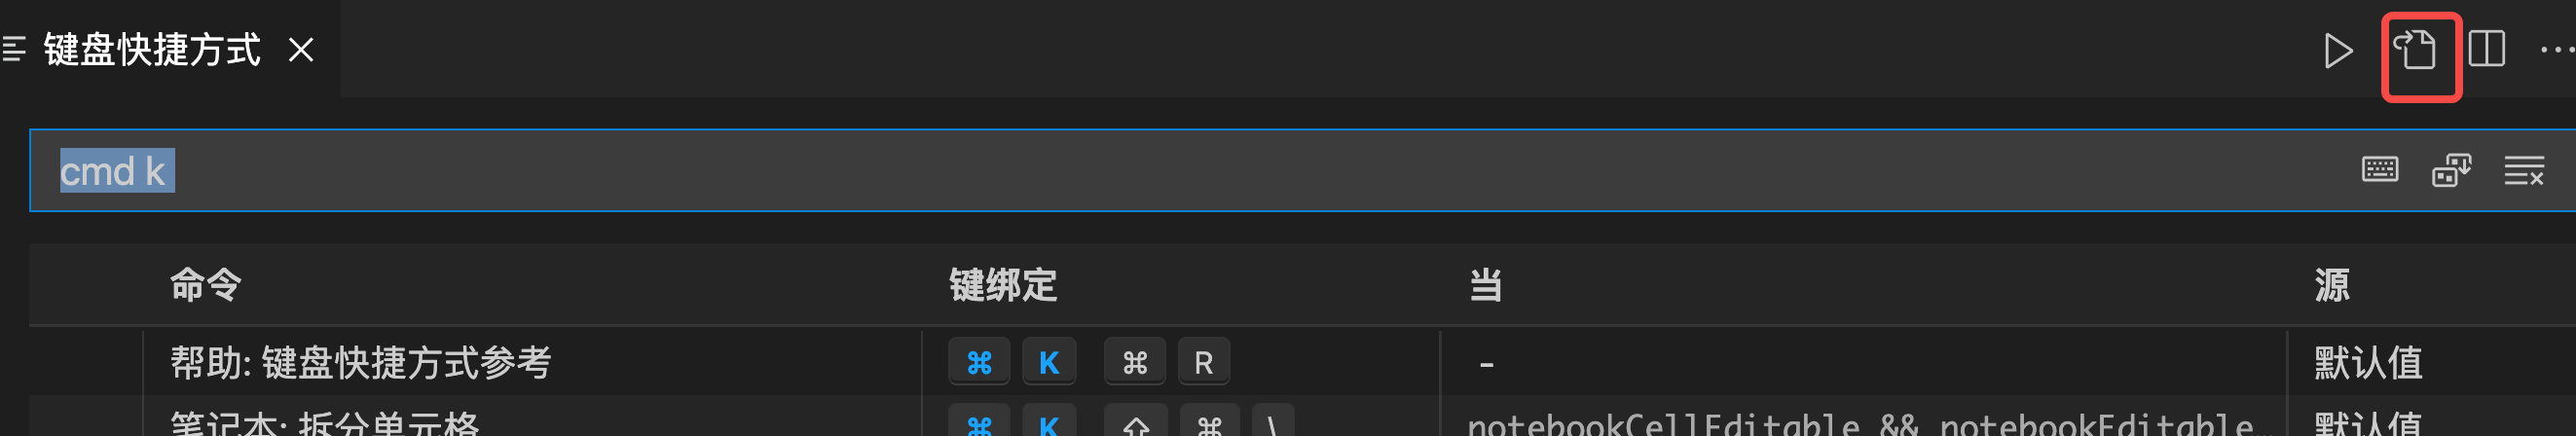 键盘快捷方式
cmd k
命令 键绑定 当 源
帮助: 键盘快捷方式参考 ⌘ K ⌘ R - 默认值
笔记本: 拆分单元格 ⌘ K ⇧ ⌘ \ notebookCellEditable && notebookEditable… 默认值